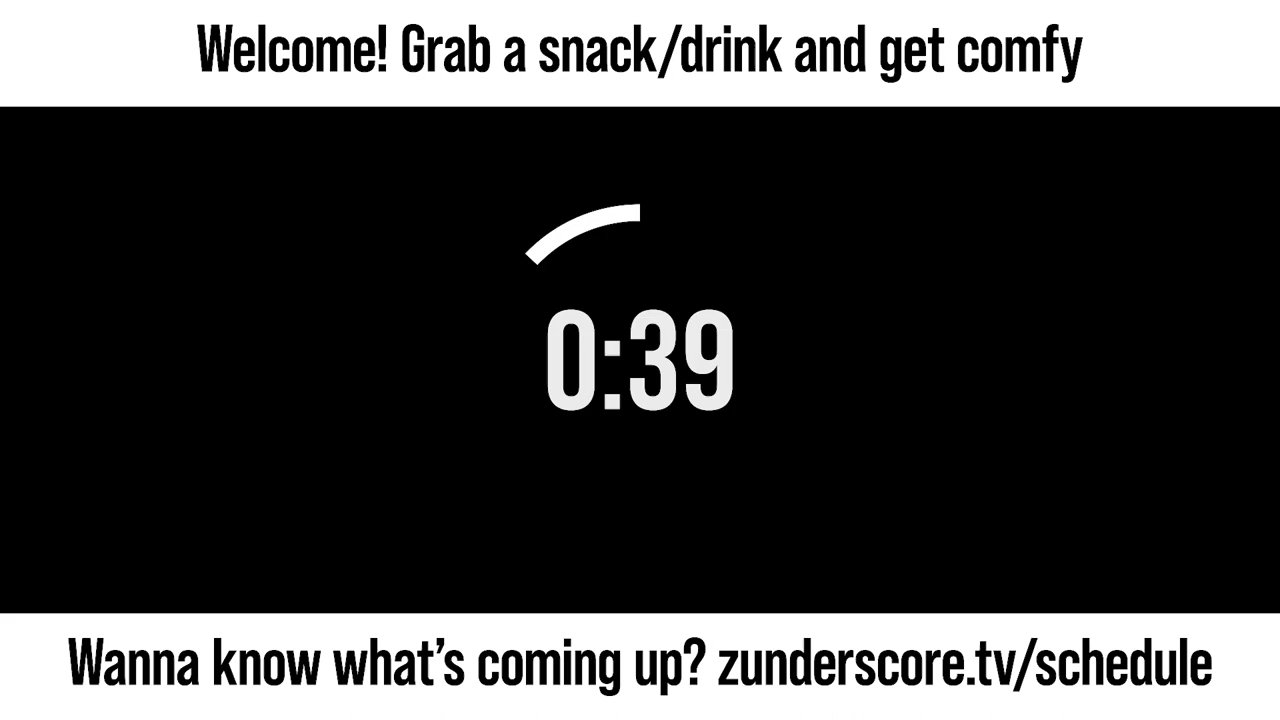 Welcome! Grab a snack/drink and get comfy
0:39
Wanna know what's coming up? zunderscore.tv/schedule